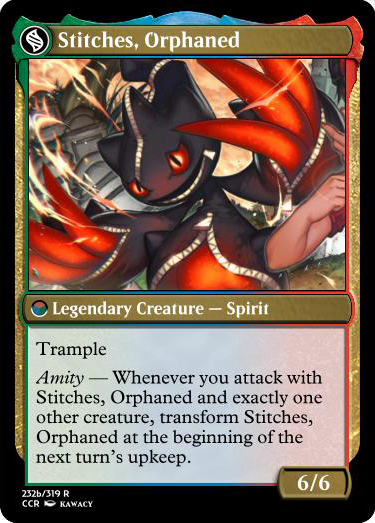 Stitches, Orphaned
Legendary Creature — Spirit
Trample
Amity — Whenever you attack with
Stitches, Orphaned and exactly one
other creature, transform Stitches,
Orphaned at the beginning of the
next turn's upkeep.
6/6
232b/319 R
CCR KAWACY